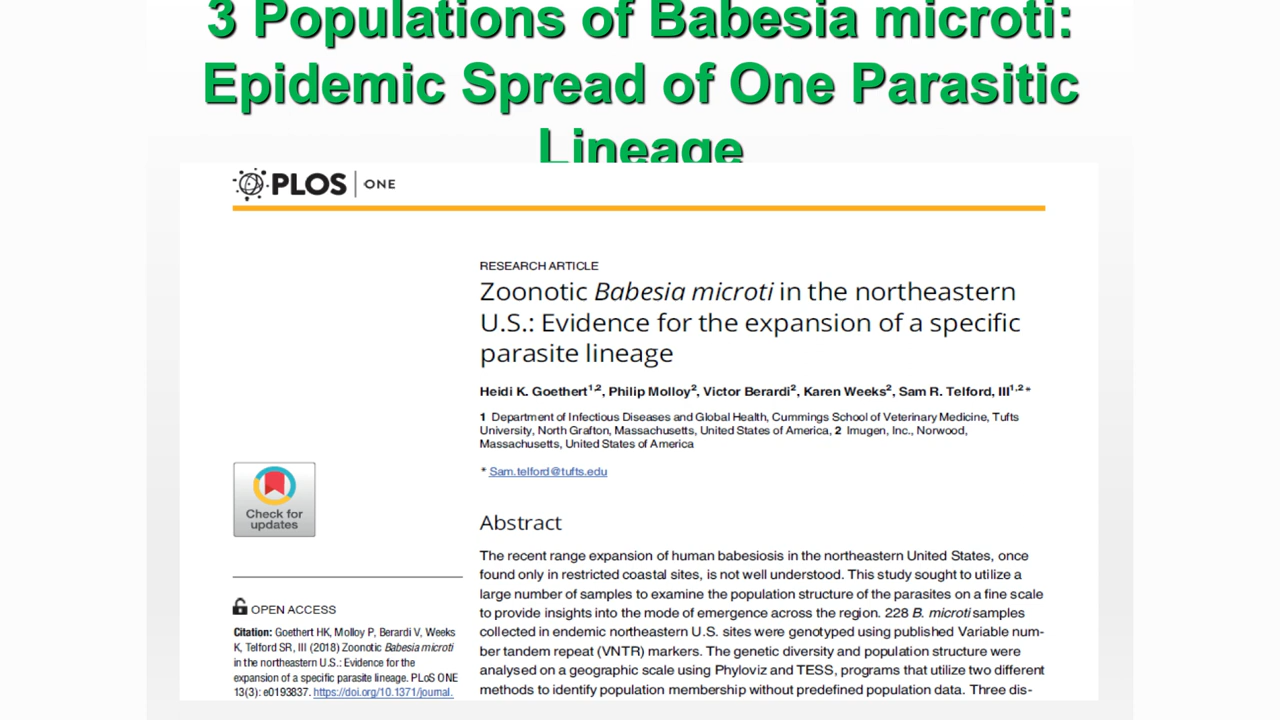 3 Populations of Babesia microti:
Epidemic Spread of One Parasitic
Lineage
PLOS | ONE
RESEARCH ARTICLE
Zoonotic Babesia microti in the northeastern
U.S.: Evidence for the expansion of a specific
parasite lineage
Heidi K. Goethert1,2, Philip Molloy2, Victor Berardi2, Karen Weeks2, Sam R. Telford, III1,2*
1 Department of Infectious Diseases and Global Health, Cummings School of Veterinary Medicine, Tufts
University, North Grafton, Massachusetts, United States of America, 2 Imugen, Inc., Norwood,
Massachusetts, United States of America
* Sam.telford@tufts.edu
Abstract
The recent range expansion of human babesiosis in the northeastern United States, once
found only in restricted coastal sites, is not well understood. This study sought to utilize a
large number of samples to examine the population structure of the parasites on a fine scale
to provide insights into the mode of emergence across the region. 228 B. microti samples
collected in endemic northeastern U.S. sites were genotyped using published Variable num-
ber tandem repeat (VNTR) markers. The genetic diversity and population structure were
analysed on a geographic scale using Phyloviz and TESS, programs that utilize two different
methods to identify population membership without predefined population data. Three dis-
Check for
updates
OPEN ACCESS
Citation: Goethert HK, Molloy P, Berardi V, Weeks
K, Telford SR, III (2018) Zoonotic Babesia microti
in the northeastern U.S.: Evidence for the
expansion of a specific parasite lineage. PLoS ONE
13(3): e0193837. https://doi.org/10.1371/journal.